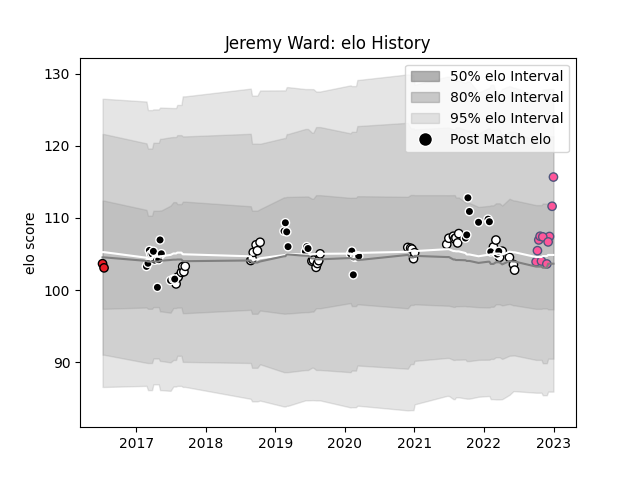 Jeremy Ward: elo History
130
120
110
100
90
elo score
50% elo Interval
80% elo Interval
95% elo Interval
Post Match elo
2017
2018
2019
2020
2021
2022
2023